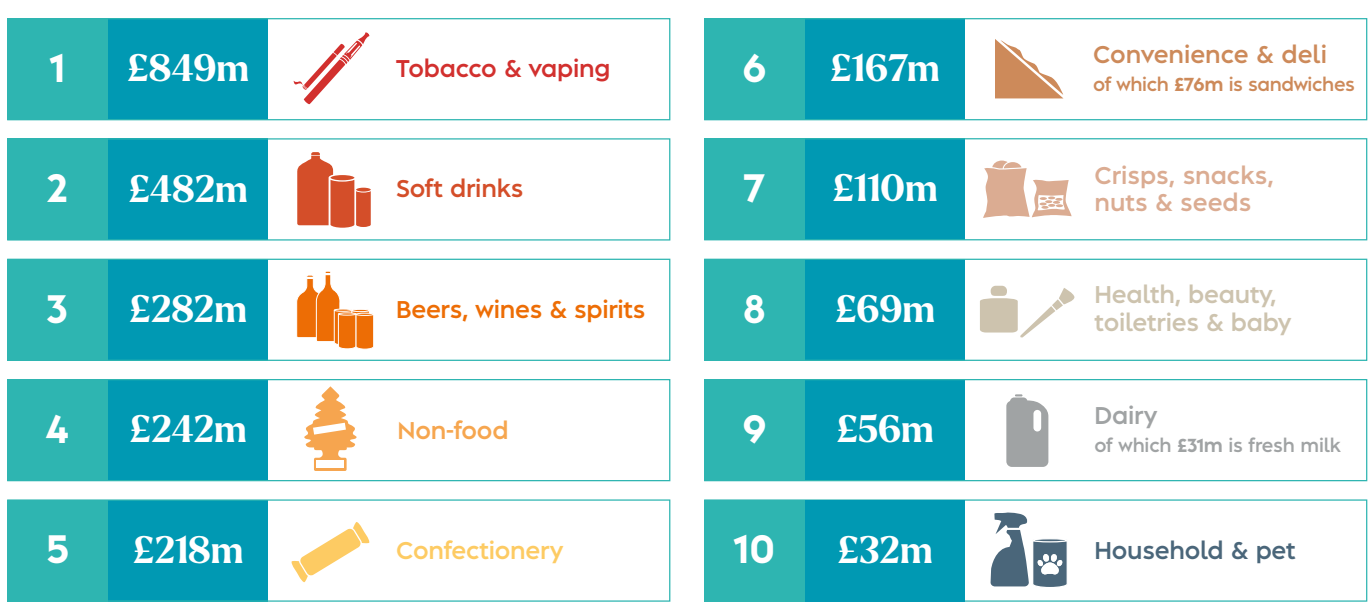 1
£849m
Tobacco & vaping
2
£482m
Soft drinks
3
£282m
Beers, wines & spirits
4
£242m
Non-food
5
£218m
Confectionery
6
£167m
Convenience & deli
of which £76m is sandwiches
7
£110m
Crisps, snacks,
nuts & seeds
8
£69m
Health, beauty,
toiletries & baby
9
£56m
Dairy
of which £31m is fresh milk
10
£32m
Household & pet